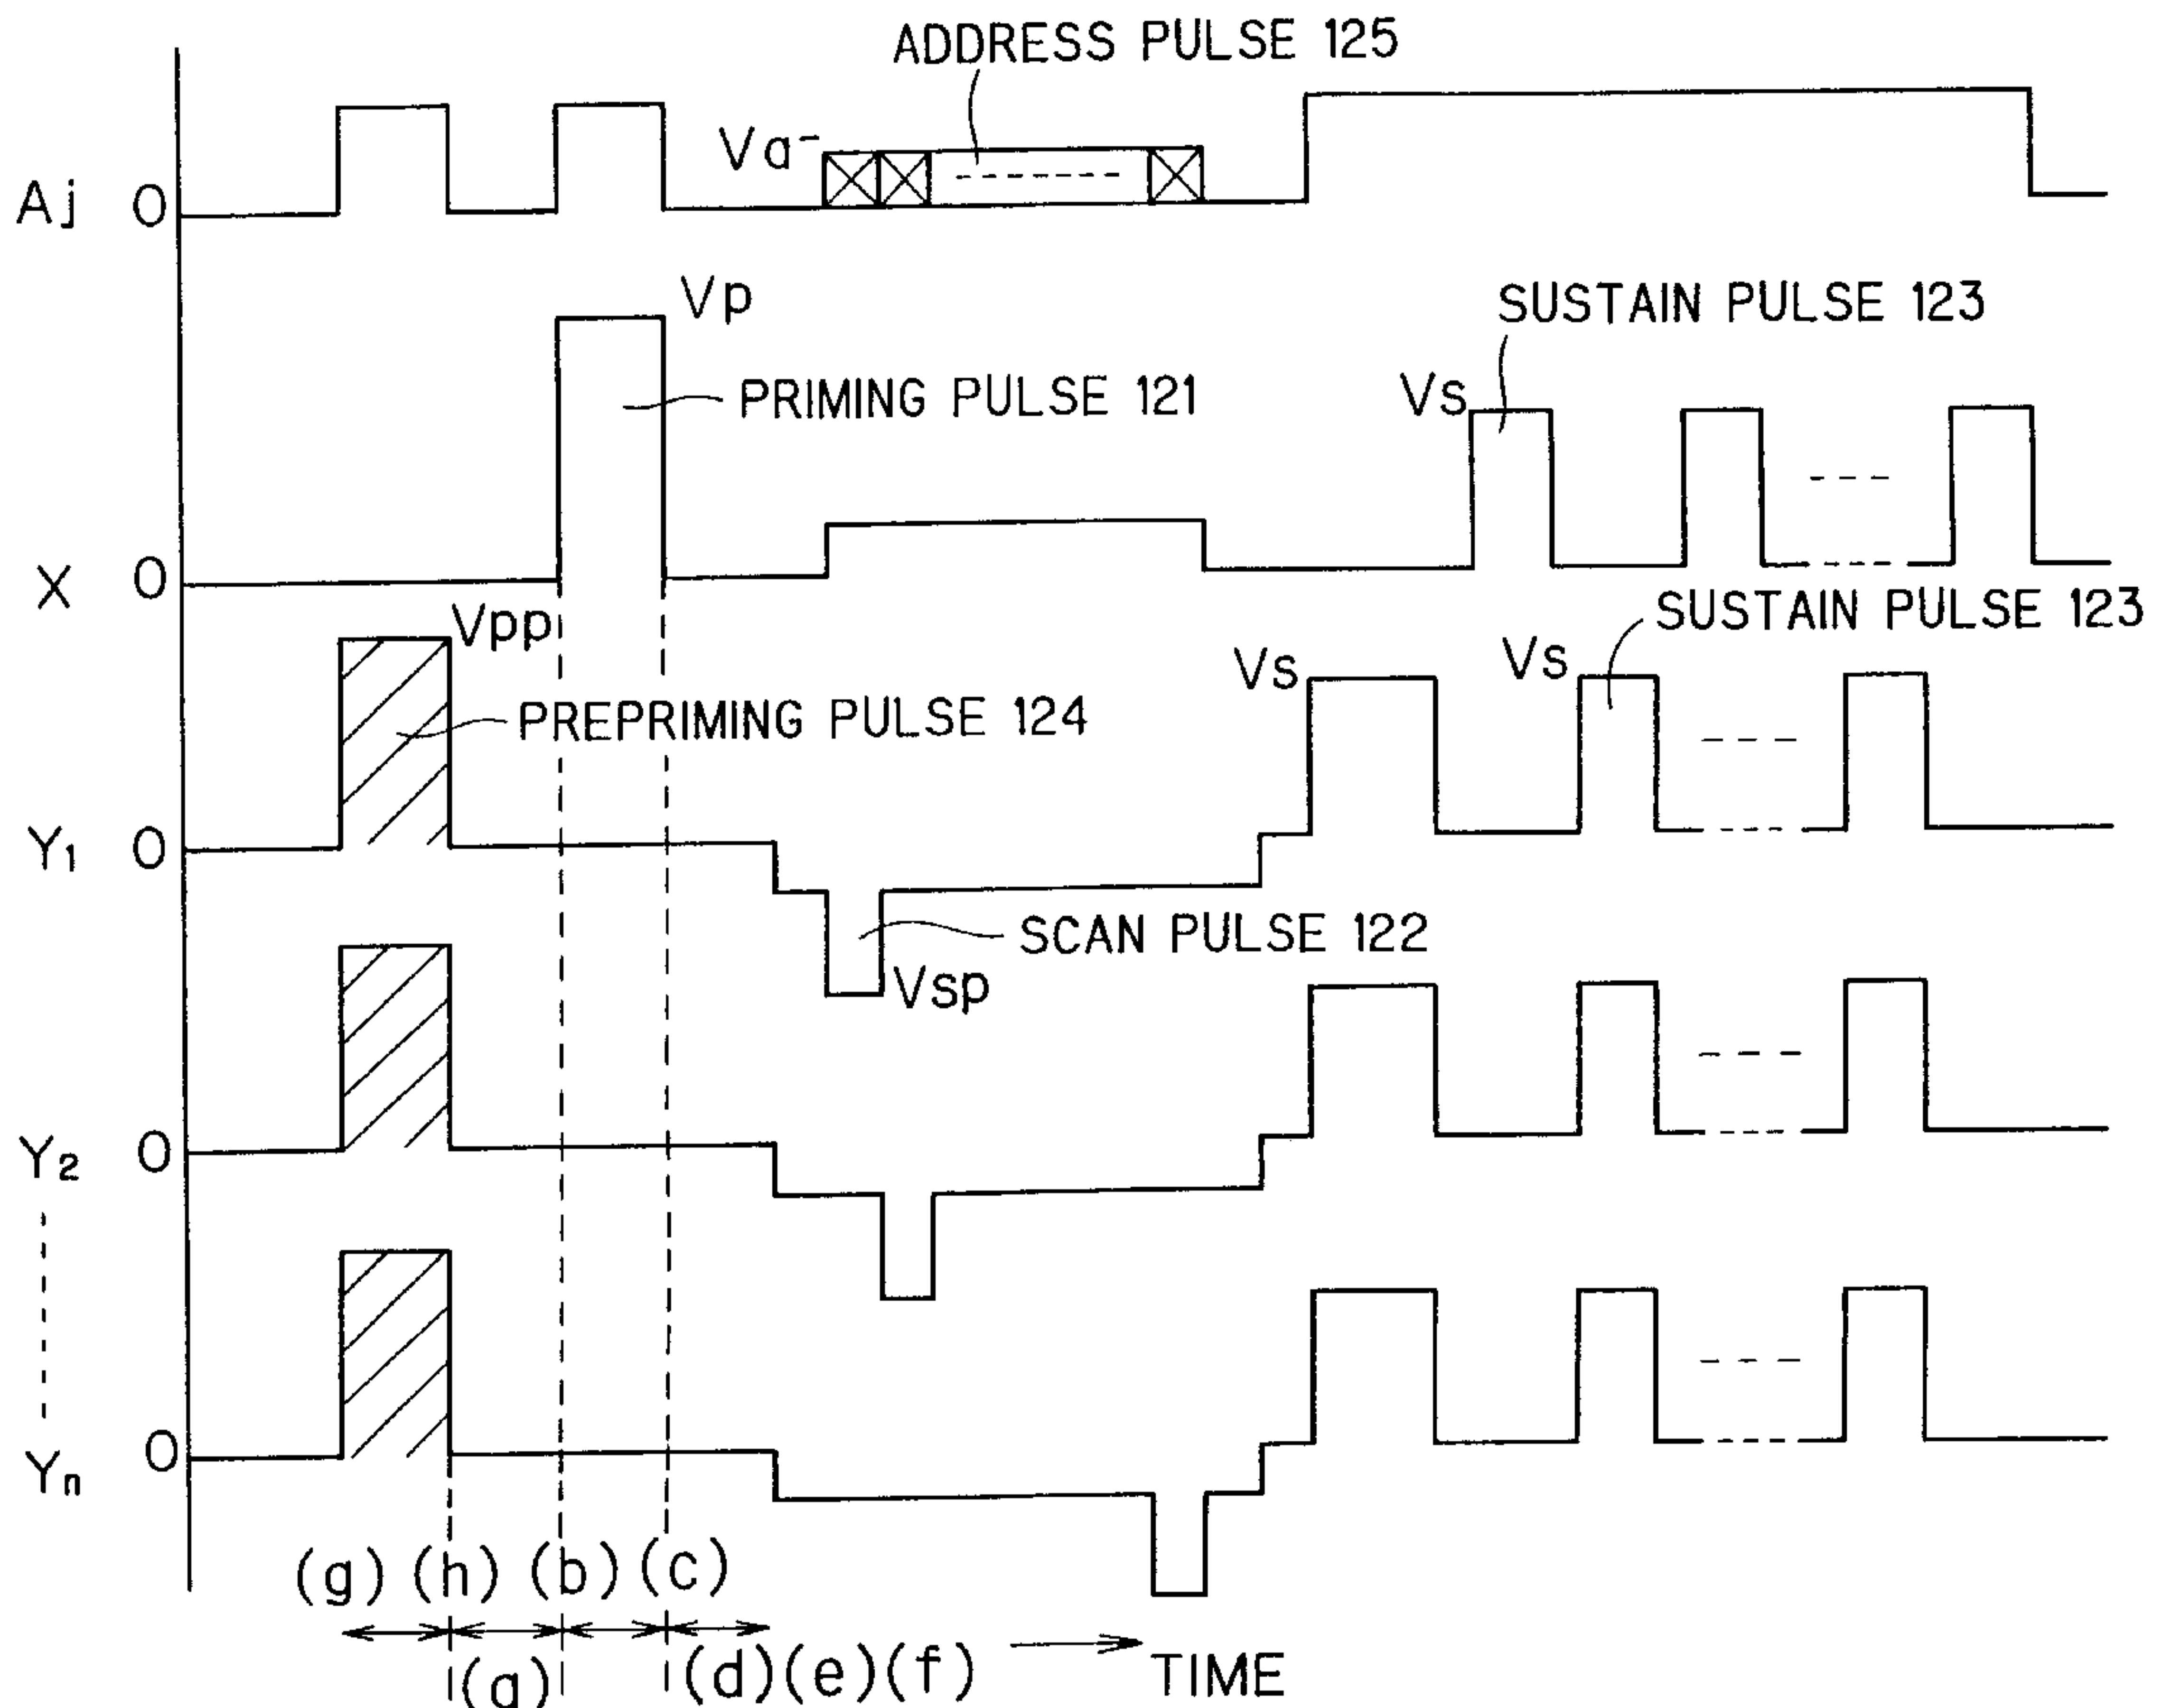 ADDRESS PULSE 125
Va
Aj 0
Vp
SUSTAIN PULSE 123
PRIMING PULSE 121
Vs
X 0
Vpp
SUSTAIN PULSE 123
Vs
Vs
PREPRIMING PULSE 124
Y1 0
SCAN PULSE 122
Vsp
Y2 0
Yn 0
(g) (h) (b) (c)
(a) (d)(e)(f) TIME